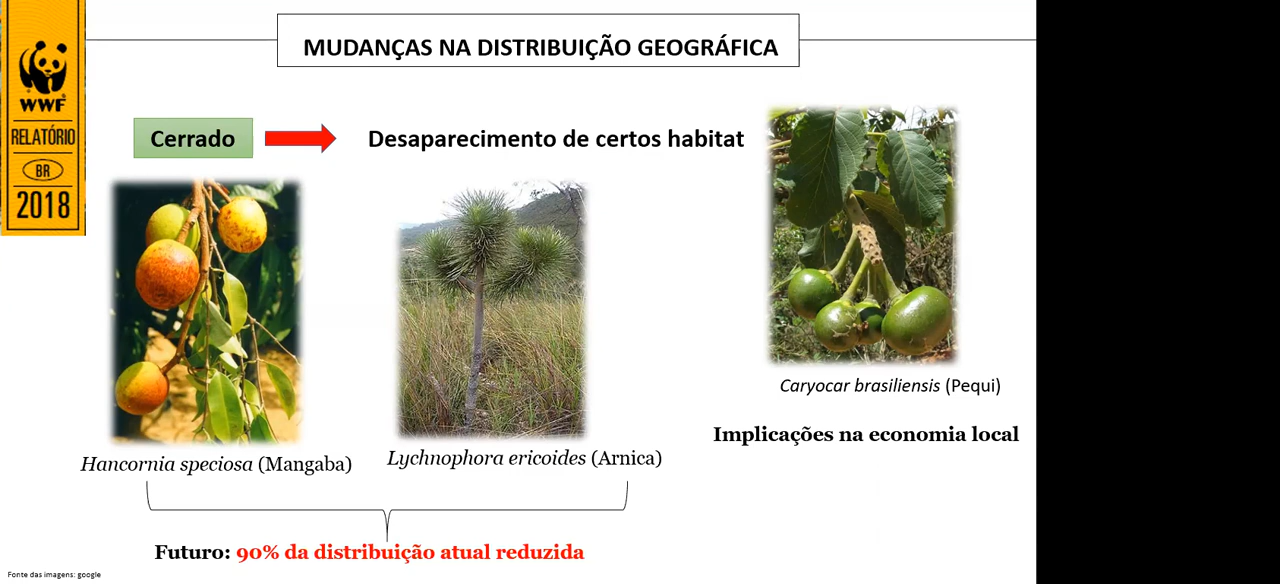 MUDANÇAS NA DISTRIBUIÇÃO GEOGRÁFICA
WWF
RELATÓRIO
BR
2018
Cerrado
Desaparecimento de certos habitat
Caryocar brasiliensis (Pequi)
Implicações na economia local
Hancornia speciosa (Mangaba)
Lychnophora ericoides (Arnica)
Futuro: 90% da distribuição atual reduzida
Fonte das imagens: google